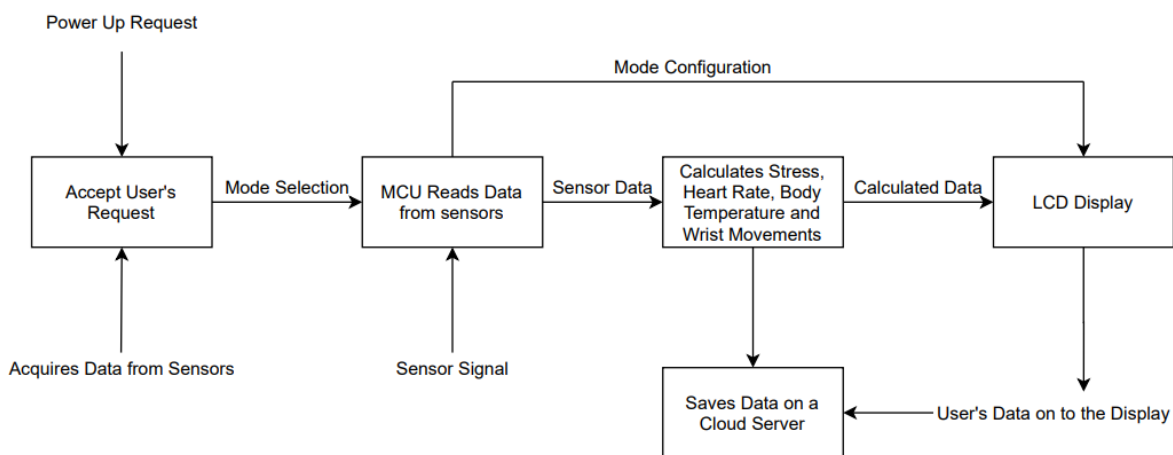 Power Up Request
Mode Configuration
Accept User's
Request
Mode Selection
MCU Reads Data
from sensors
Sensor Data
Calculates Stress,
Heart Rate, Body
Temperature and
Wrist Movements
Calculated Data
LCD Display
Acquires Data from Sensors
Sensor Signal
Saves Data on a
Cloud Server
User's Data on to the Display